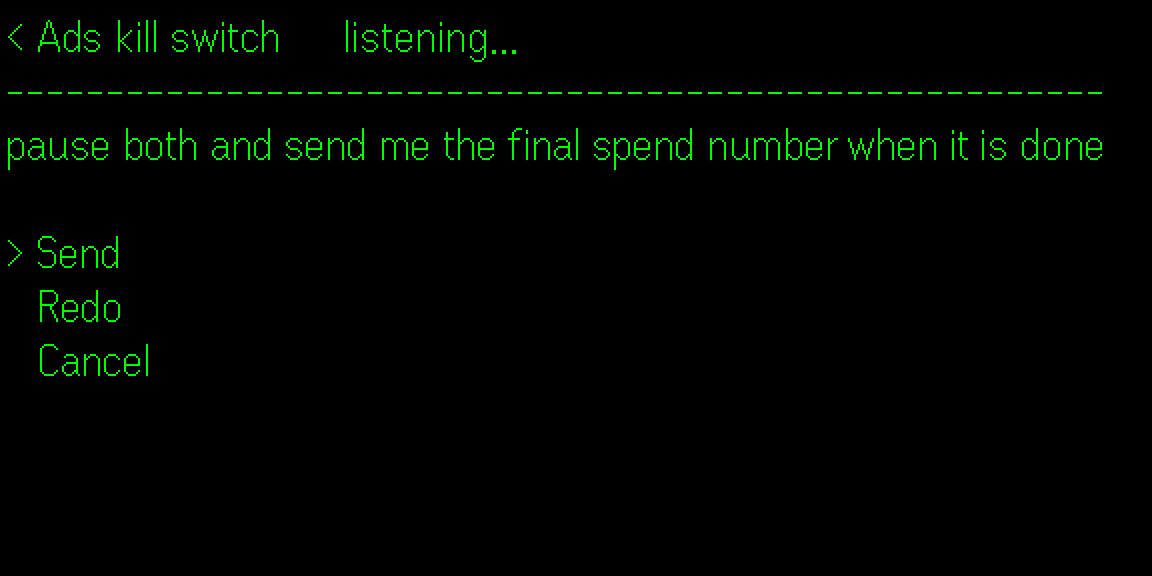 < Ads kill switch listening...
-------------------------------------------------------
pause both and send me the final spend number when it is done
> Send
Redo
Cancel